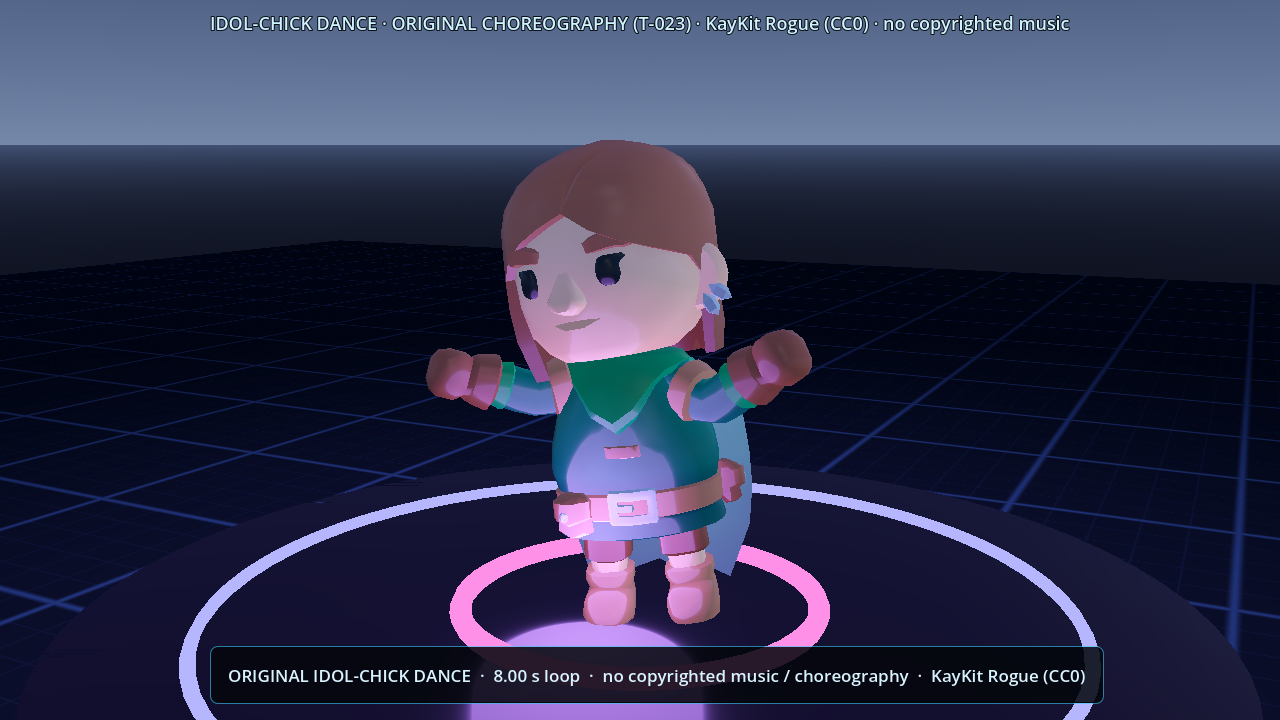 IDOL-CHICK DANCE · ORIGINAL CHOREOGRAPHY (T-023) · KayKit Rogue (CC0) · no copyrighted music
ORIGINAL IDOL-CHICK DANCE · 8.00 s loop · no copyrighted music / choreography · KayKit Rogue (CC0)